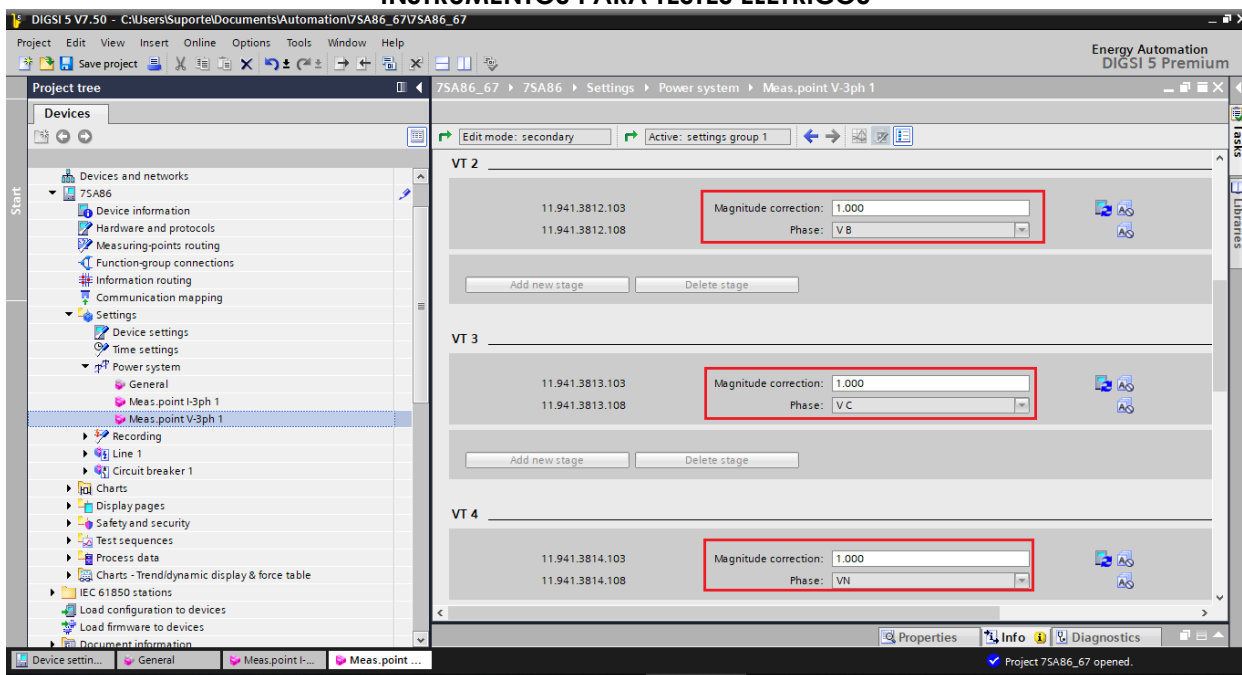 INSTRUMENTOS PARA TESTES ELÉTRICOS
DIGSI 5 V7.50 - C:\Users\Suporte\Documents\Automation\7SA86_67\7SA86_67
Project Edit View Insert Online Options Tools Window Help
Energy Automation
DIGSI 5 Premium
Save project
Project tree
7SA86_67 ▸ 7SA86 ▸ Settings ▸ Power system ▸ Meas.point V-3ph 1
Devices
Edit mode: secondary
Active: settings group 1
Start
Tasks
Libraries
Devices and networks
7SA86
Device information
Hardware and protocols
Measuring-points routing
Function-group connections
Information routing
Communication mapping
Settings
Device settings
Time settings
Power system
General
Meas.point I-3ph 1
Meas.point V-3ph 1
Recording
Line 1
Circuit breaker 1
Charts
Display pages
Safety and security
Test sequences
Process data
Charts - Trend/dynamic display & force table
IEC 61850 stations
Load configuration to devices
Load firmware to devices
Document information
VT 2
11.941.3812.103 Magnitude correction: 1.000
11.941.3812.108 Phase: V B
Add new stage Delete stage
VT 3
11.941.3813.103 Magnitude correction: 1.000
11.941.3813.108 Phase: V C
Add new stage Delete stage
VT 4
11.941.3814.103 Magnitude correction: 1.000
11.941.3814.108 Phase: VN
Properties Info Diagnostics
Device settin... General Meas.point I-... Meas.point ...
Project 7SA86_67 opened.